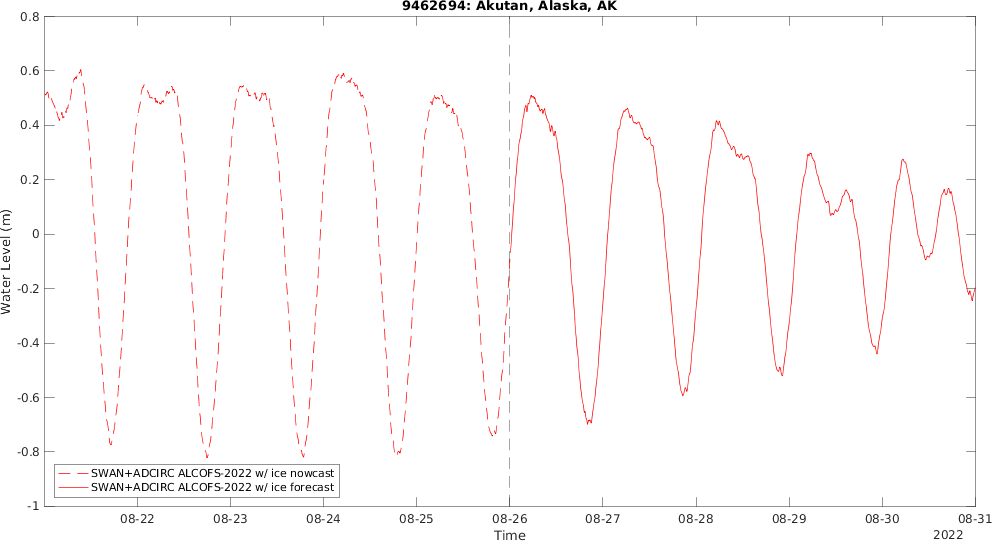 9462694: Akutan, Alaska, AK
Water Level (m)
0.8
0.6
0.4
0.2
0
-0.2
-0.4
-0.6
-0.8
-1
SWAN+ADCIRC ALCOFS-2022 w/ ice nowcast
SWAN+ADCIRC ALCOFS-2022 w/ ice forecast
08-22 08-23 08-24 08-25 08-26 08-27 08-28 08-29 08-30 08-31
Time
2022